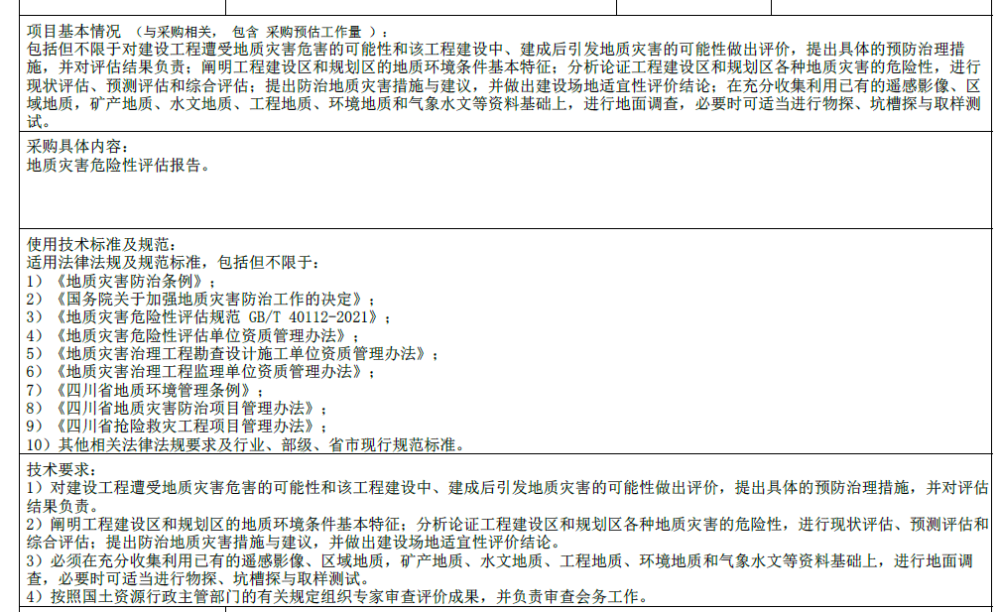 项目基本情况 （与采购相关， 包含 采购预估工作量 ）：
包括但不限于对建设工程遭受地质灾害危害的可能性和该工程建设中、建成后引发地质灾害的可能性做出评价，提出具体的预防治理措
施，并对评估结果负责；阐明工程建设区和规划区的地质环境条件基本特征；分析论证工程建设区和规划区各种地质灾害的危险性，进行
现状评估、预测评估和综合评估；提出防治地质灾害措施与建议，并做出建设场地适宜性评价结论；在充分收集利用已有的遥感影像、区
域地质，矿产地质、水文地质、工程地质、环境地质和气象水文等资料基础上，进行地面调查，必要时可适当进行物探、坑槽探与取样测
试。
采购具体内容：
地质灾害危险性评估报告。
使用技术标准及规范：
适用法律法规及规范标准，包括但不限于：
1）《地质灾害防治条例》；
2）《国务院关于加强地质灾害防治工作的决定》；
3）《地质灾害危险性评估规范 GB/T 40112-2021》；
4）《地质灾害危险性评估单位资质管理办法》；
5）《地质灾害治理工程勘查设计施工单位资质管理办法》；
6）《地质灾害治理工程监理单位资质管理办法》；
7）《四川省地质环境管理条例》；
8）《四川省地质灾害防治项目管理办法》；
9）《四川省抢险救灾工程项目管理办法》；
10）其他相关法律法规要求及行业、部级、省市现行规范标准。
技术要求：
1）对建设工程遭受地质灾害危害的可能性和该工程建设中、建成后引发地质灾害的可能性做出评价，提出具体的预防治理措施，并对评估
结果负责。
2）阐明工程建设区和规划区的地质环境条件基本特征；分析论证工程建设区和规划区各种地质灾害的危险性，进行现状评估、预测评估和
综合评估；提出防治地质灾害措施与建议，并做出建设场地适宜性评价结论。
3）必须在充分收集利用已有的遥感影像、区域地质，矿产地质、水文地质、工程地质、环境地质和气象水文等资料基础上，进行地面调
查，必要时可适当进行物探、坑槽探与取样测试。
4）按照国土资源行政主管部门的有关规定组织专家审查评价成果，并负责审查会务工作。